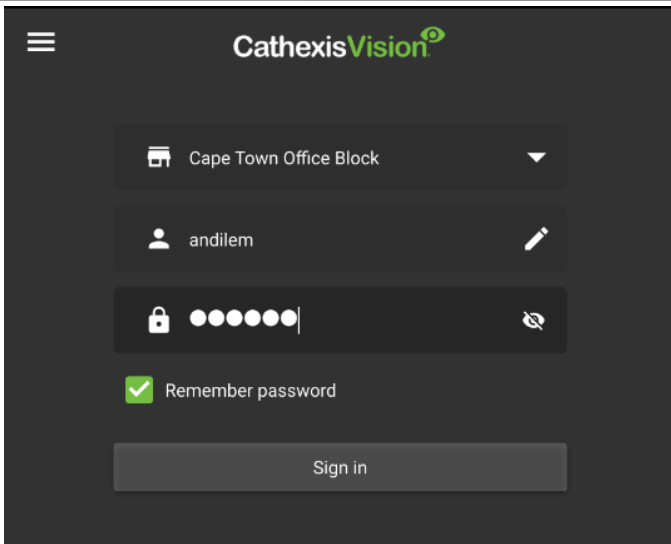 CathexisVision
Cape Town Office Block
andilem
●●●●●●
Remember password
Sign in